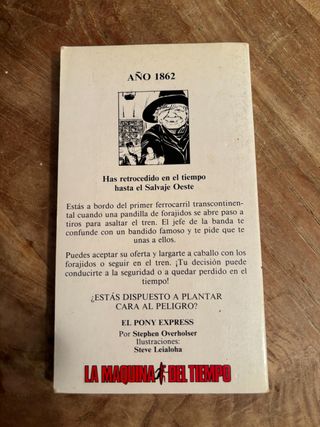 AÑO 1862
Has retrocedido en el tiempo
hasta el Salvaje Oeste
Estás a bordo del primer ferrocarril transcontinen-
tal cuando una pandilla de forajidos se abre paso a
tiros para asaltar el tren. El jefe de la banda te
confunde con un bandido famoso y te pide que te
unas a ellos.
Puedes aceptar su oferta y largarte a caballo con los
forajidos o seguir en el tren. ¡Tu decisión puede
conducirte a la seguridad o a quedar perdido en el
tiempo!
¿ESTÁS DISPUESTO A PLANTAR
CARA AL PELIGRO?
EL PONY EXPRESS
Por Stephen Overholser
Ilustraciones:
Steve Leialoha
LA MAQUINA DEL TIEMPO